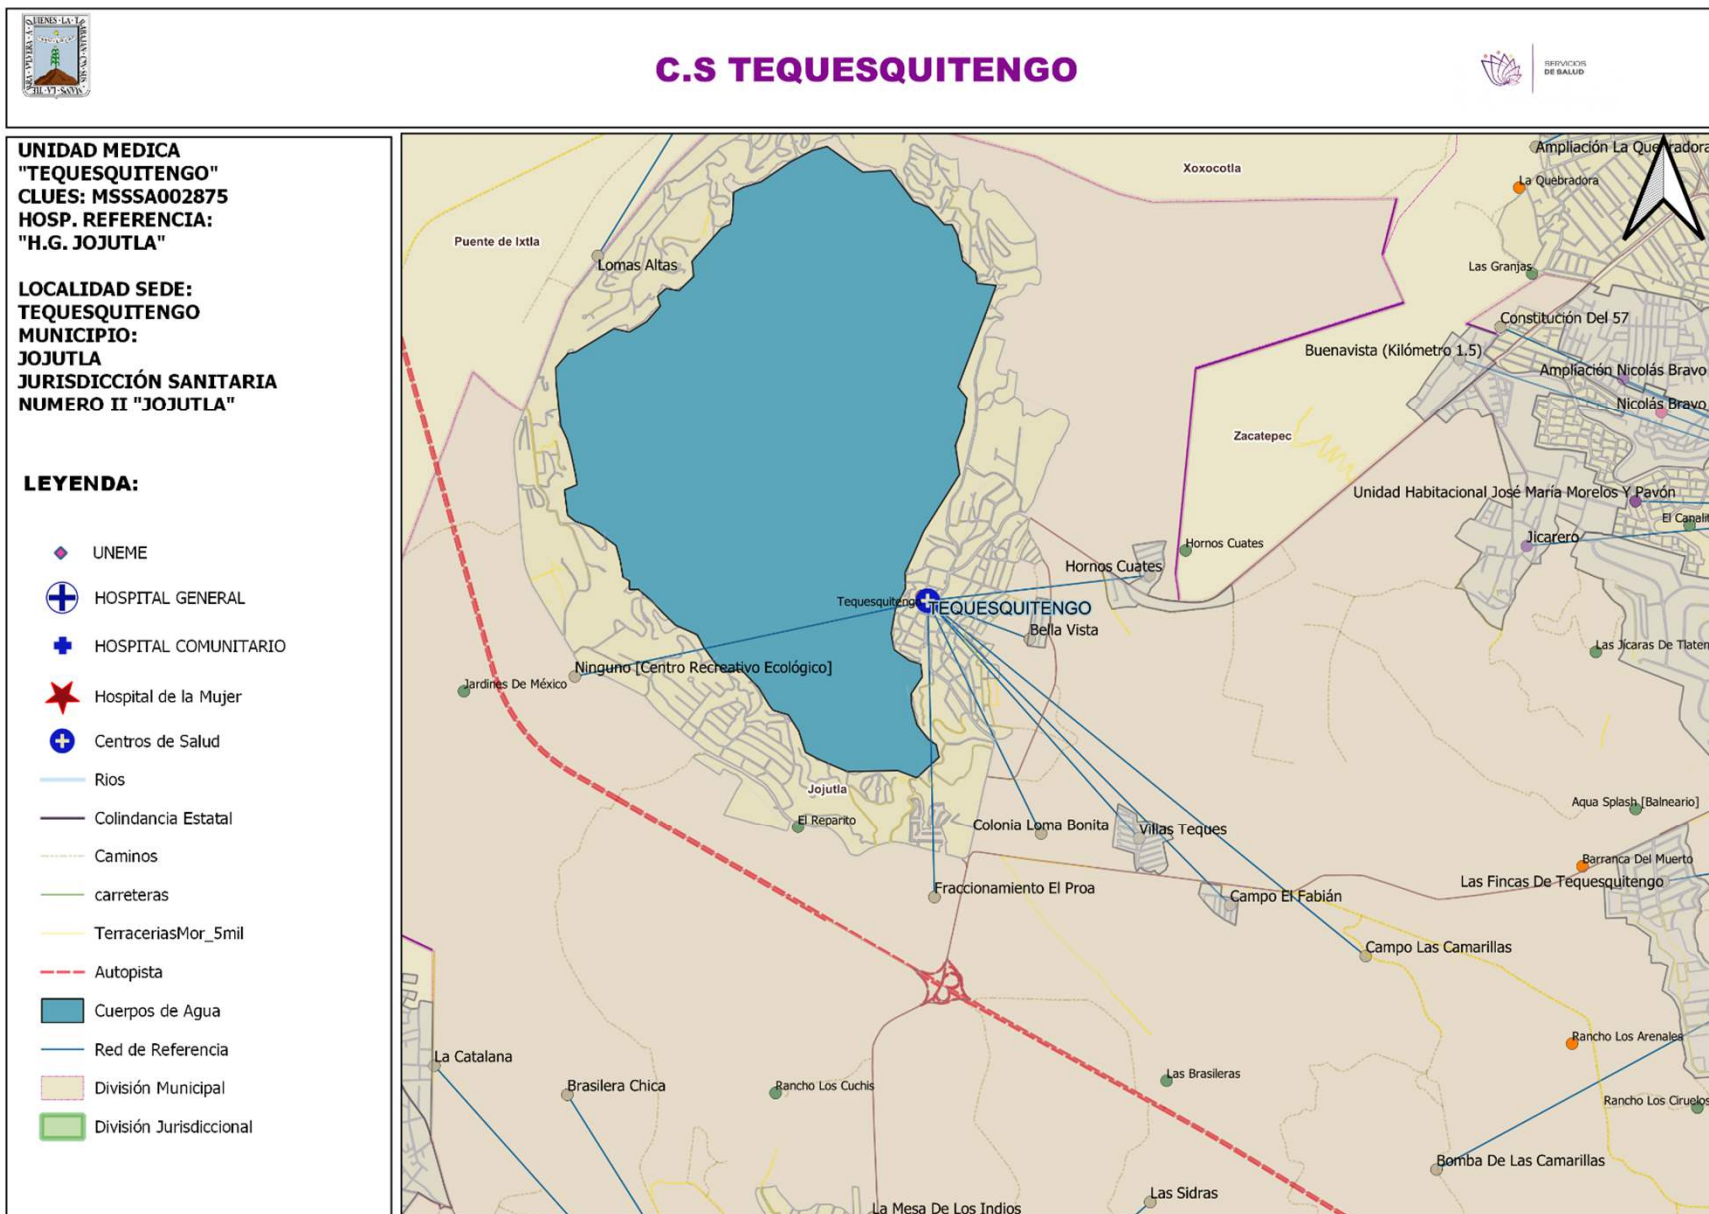 C.S TEQUESQUITENGO
SERVICIOS
DE SALUD
UNIDAD MEDICA
"TEQUESQUITENGO"
CLUES: MSSSA002875
HOSP. REFERENCIA:
"H.G. JOJUTLA"
LOCALIDAD SEDE:
TEQUESQUITENGO
MUNICIPIO:
JOJUTLA
JURISDICCIÓN SANITARIA
NUMERO II "JOJUTLA"
LEYENDA:
UNEME
HOSPITAL GENERAL
HOSPITAL COMUNITARIO
Hospital de la Mujer
Centros de Salud
Rios
Colindancia Estatal
Caminos
carreteras
TerraceriasMor_5mil
Autopista
Cuerpos de Agua
Red de Referencia
División Municipal
División Jurisdiccional
Ampliación La Quebradora
Xoxocotla
La Quebradora
Puente de Ixtla
Lomas Altas
Las Granjas
Constitución Del 57
Buenavista (Kilómetro 1.5)
Ampliación Nicolás Bravo
Nicolás Bravo
Zacatepec
Unidad Habitacional José María Morelos Y Pavón
El Canalit
Jicarero
Hornos Cuates
Hornos Cuates
Tequesquitengo
TEQUESQUITENGO
Bella Vista
Las Jícaras De Tlaten
Ninguno [Centro Recreativo Ecológico]
Jardines De México
Jojutla
Aqua Splash [Balneario]
El Reparito
Colonia Loma Bonita
Villas Teques
Barranca Del Muerto
Las Fincas De Tequesquitengo
Fraccionamiento El Proa
Campo El Fabián
Campo Las Camarillas
Rancho Los Arenales
La Catalana
Las Brasileras
Brasilera Chica
Rancho Los Cuchis
Rancho Los Ciruelos
Bomba De Las Camarillas
Las Sidras
La Mesa De Los Indios